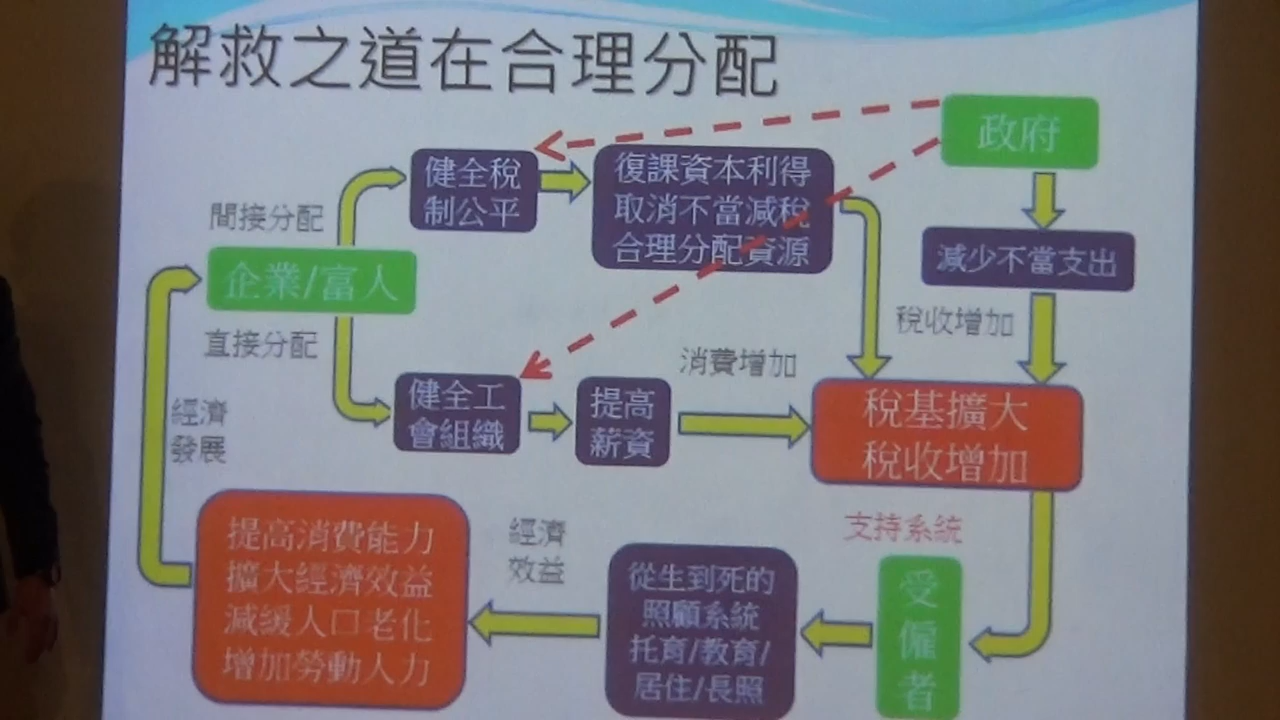 解救之道在合理分配
政府
健全稅
制公平
復課資本利得
取消不當減稅
合理分配資源
間接分配
減少不當支出
企業/富人
直接分配
稅收增加
消費增加
健全工
會組織
提高
薪資
稅基擴大
稅收增加
經濟
發展
支持系統
提高消費能力
擴大經濟效益
減緩人口老化
增加勞動人力
經濟
效益
從生到死的
照顧系統
托育/教育/
居住/長照
受
僱
者